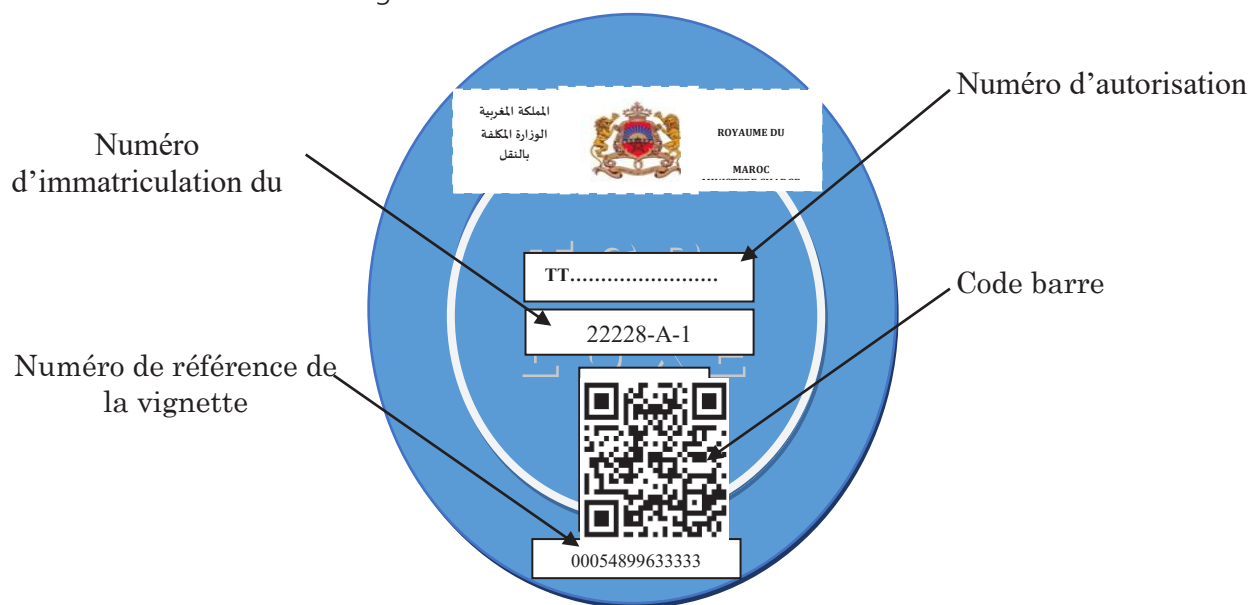 Numéro d'autorisation
المملكة المغربية
الوزارة المكلفة
بالنقل
ROYAUME DU
MAROC
Numéro
d'immatriculation du
TT........................
22228-A-1
Code barre
Numéro de référence de
la vignette
00054899633333